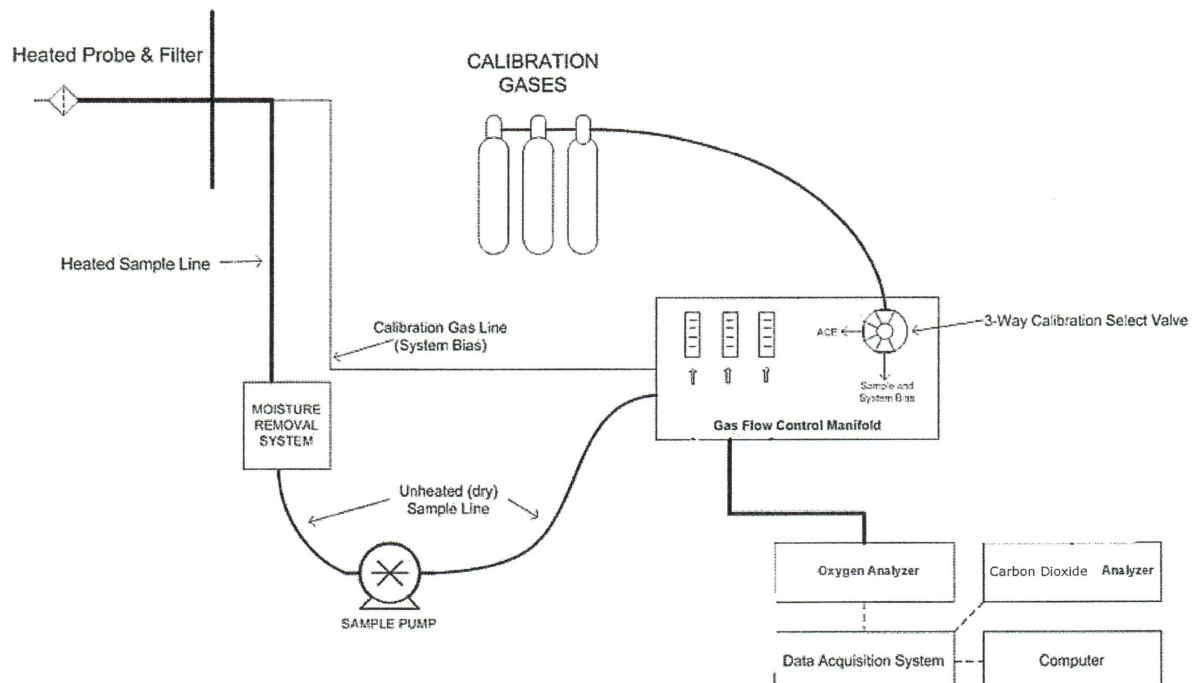 Heated Probe & Filter
CALIBRATION
GASES
Heated Sample Line
Calibration Gas Line
(System Bias)
ACE
3-Way Calibration Select Valve
Sample and
System Bias
Gas Flow Control Manifold
MOISTURE
REMOVAL
SYSTEM
Unheated (dry)
Sample Line
SAMPLE PUMP
Oxygen Analyzer
Carbon Dioxide Analyzer
Data Acquisition System
Computer